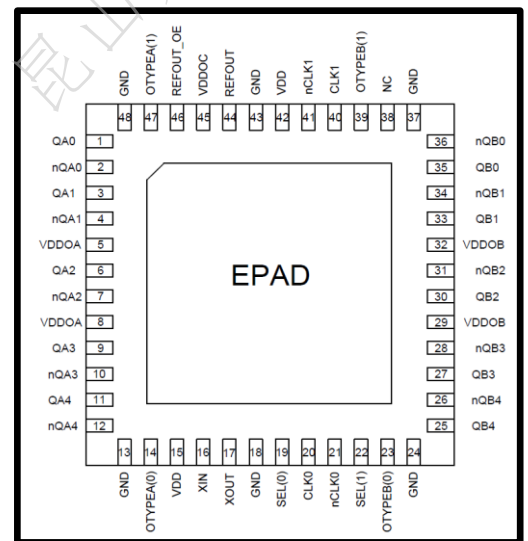 昆山
GND
OTYPEA(1)
REFOUT_OE
VDDOC
REFOUT
GND
VDD
nCLK1
CLK1
OTYPEB(1)
NC
GND
48 47 46 45 44 43 42 41 40 39 38 37
QA0 1 36 nQB0
nQA0 2 35 QB0
QA1 3 34 nQB1
nQA1 4 33 QB1
VDDOA 5 32 VDDOB
QA2 6 31 nQB2
EPAD
nQA2 7 30 QB2
VDDOA 8 29 VDDOB
QA3 9 28 nQB3
nQA3 10 27 QB3
QA4 11 26 nQB4
nQA4 12 25 QB4
13 14 15 16 17 18 19 20 21 22 23 24
GND
OTYPEA(0)
VDD
XIN
XOUT
GND
SEL(0)
CLK0
nCLK0
SEL(1)
OTYPEB(0)
GND